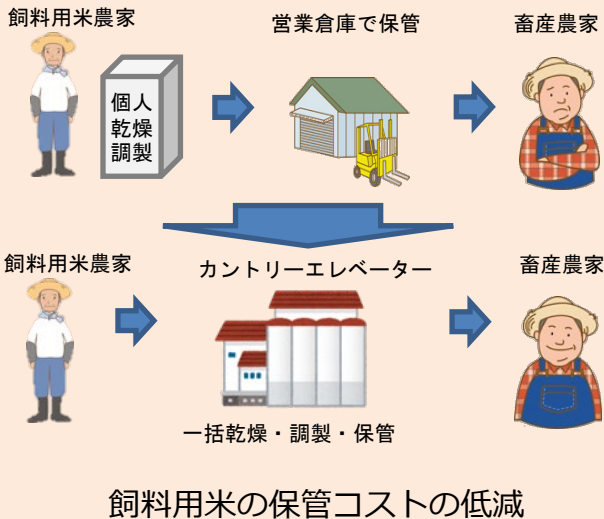 飼料用米農家
営業倉庫で保管
畜産農家
個人
乾燥
調製
飼料用米農家
カントリーエレベーター
畜産農家
一括乾燥・調製・保管
飼料用米の保管コストの低減